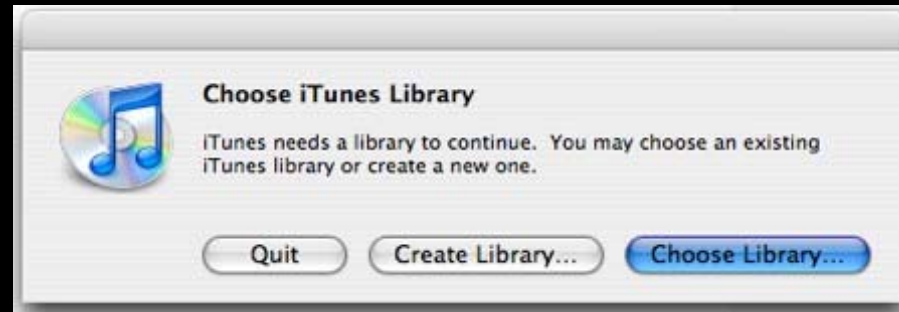 Choose iTunes Library
iTunes needs a library to continue.  You may choose an existing
iTunes library or create a new one.
Quit
Create Library...
Choose Library...